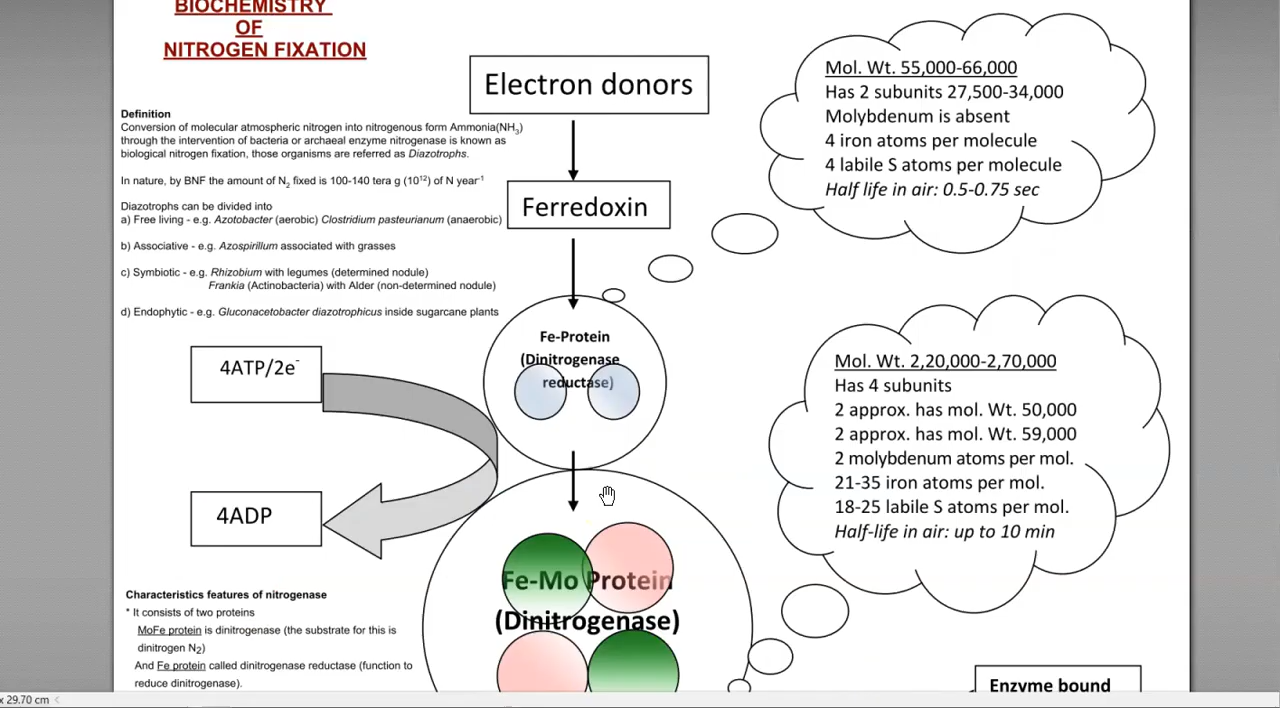 BIOCHEMISTRY
OF
NITROGEN FIXATION
Definition
Conversion of molecular atmospheric nitrogen into nitrogenous form Ammonia(NH3)
through the intervention of bacteria or archaeal enzyme nitrogenase is known as
biological nitrogen fixation, those organisms are referred as Diazotrophs.
In nature, by BNF the amount of N2 fixed is 100-140 tera g (10^12) of N year^-1
Diazotrophs can be divided into
a) Free living - e.g. Azotobacter (aerobic) Clostridium pasteurianum (anaerobic)
b) Associative - e.g. Azospirillum associated with grasses
c) Symbiotic - e.g. Rhizobium with legumes (determined nodule)
Frankia (Actinobacteria) with Alder (non-determined nodule)
d) Endophytic - e.g. Gluconacetobacter diazotrophicus inside sugarcane plants
Electron donors
Ferredoxin
Fe-Protein
(Dinitrogenase
reductase)
4ATP/2e-
4ADP
Fe-Mo Protein
(Dinitrogenase)
Mol. Wt. 55,000-66,000
Has 2 subunits 27,500-34,000
Molybdenum is absent
4 iron atoms per molecule
4 labile S atoms per molecule
Half life in air: 0.5-0.75 sec
Mol. Wt. 2,20,000-2,70,000
Has 4 subunits
2 approx. has mol. Wt. 50,000
2 approx. has mol. Wt. 59,000
2 molybdenum atoms per mol.
21-35 iron atoms per mol.
18-25 labile S atoms per mol.
Half-life in air: up to 10 min
Characteristics features of nitrogenase
* It consists of two proteins
MoFe protein is dinitrogenase (the substrate for this is
dinitrogen N2)
And Fe protein called dinitrogenase reductase (function to
reduce dinitrogenase).
Enzyme bound
x 29.70 cm